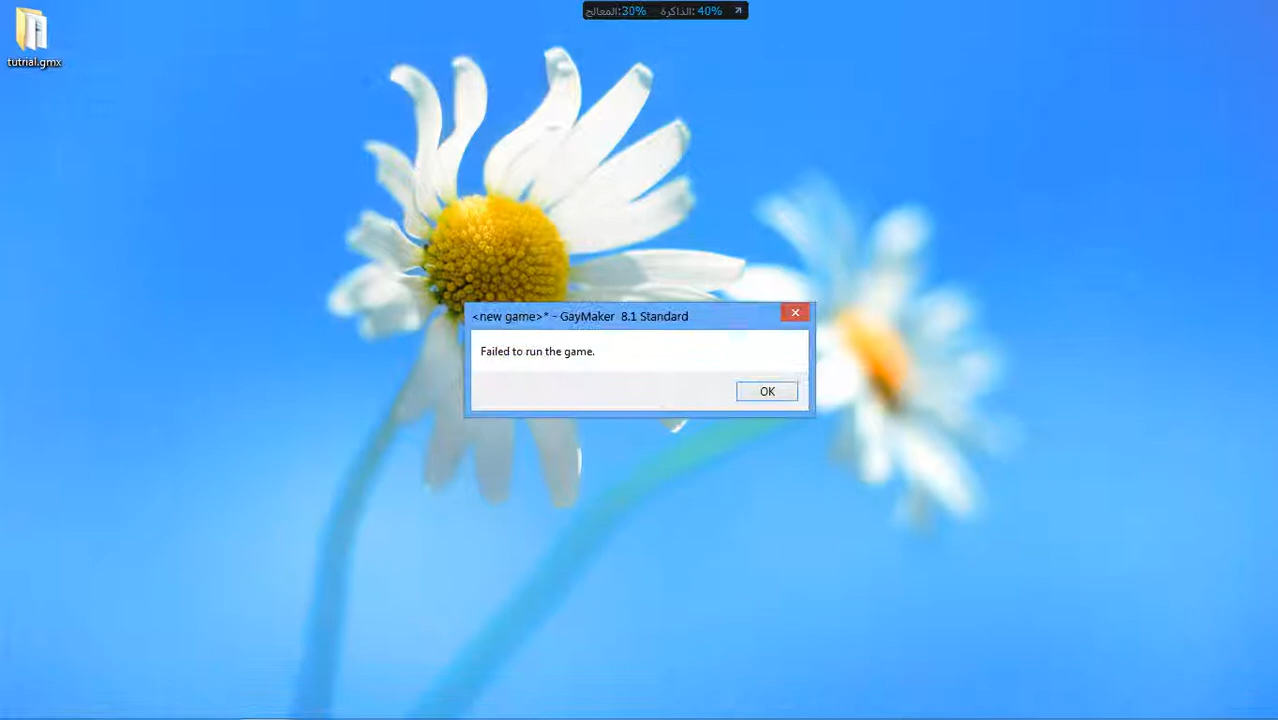 المعالج:30% الذاكرة: 40%
tutrial.gmx
<new game>* - GayMaker 8.1 Standard
Failed to run the game.
OK